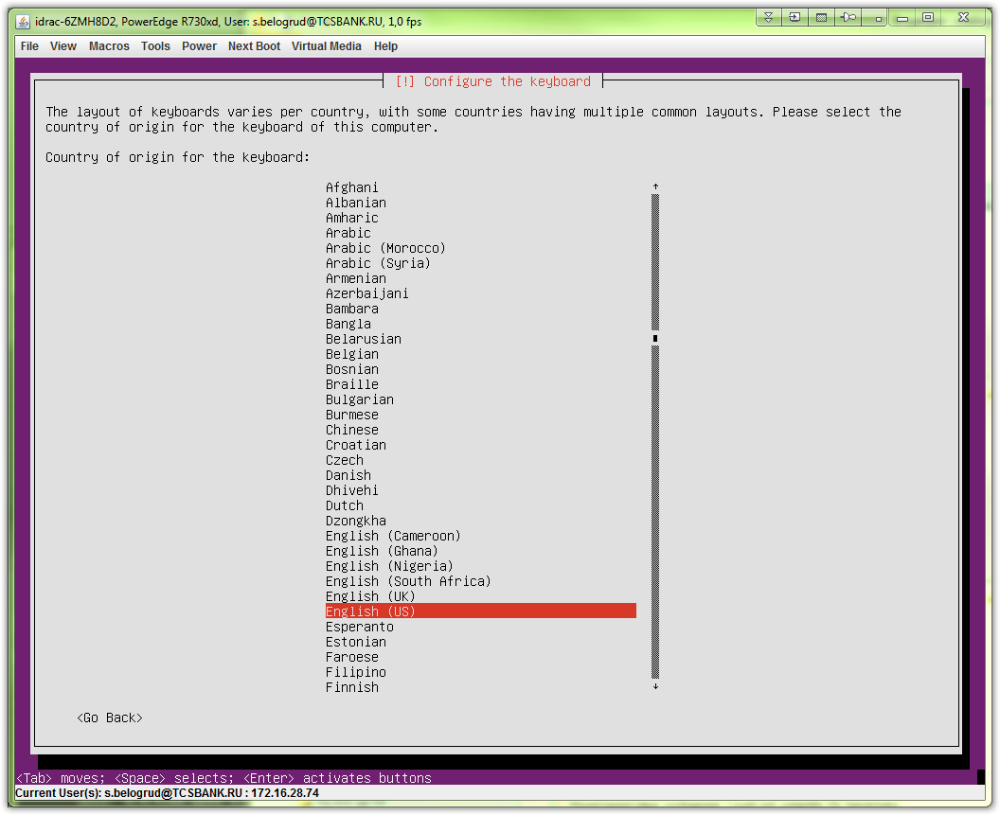 idrac-6ZMH8D2, PowerEdge R730xd, User: s.belogrud@TCSBANK.RU, 1,0 fps
File View Macros Tools Power Next Boot Virtual Media Help
[!] Configure the keyboard
The layout of keyboards varies per country, with some countries having multiple common layouts. Please select the
country of origin for the keyboard of this computer.
Country of origin for the keyboard:
Afghani
Albanian
Amharic
Arabic
Arabic (Morocco)
Arabic (Syria)
Armenian
Azerbaijani
Bambara
Bangla
Belarusian
Belgian
Bosnian
Braille
Bulgarian
Burmese
Chinese
Croatian
Czech
Danish
Dhivehi
Dutch
Dzongkha
English (Cameroon)
English (Ghana)
English (Nigeria)
English (South Africa)
English (UK)
English (US)
Esperanto
Estonian
Faroese
Filipino
Finnish
<Go Back>
<Tab> moves; <Space> selects; <Enter> activates buttons
Current User(s): s.belogrud@TCSBANK.RU : 172.16.28.74